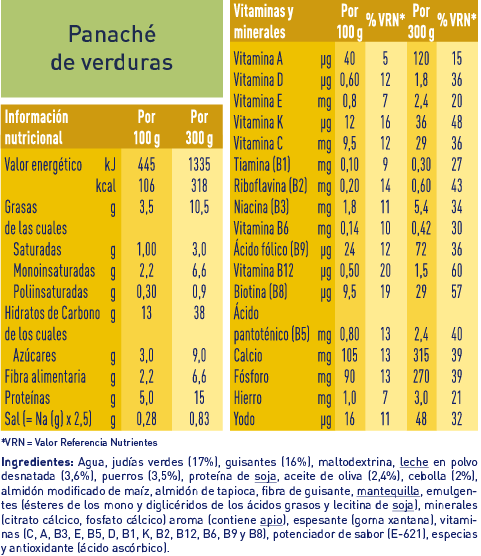 Panaché
de verduras
Información nutricional Por 100 g Por 300 g
Valor energético kJ 445 1335
kcal 106 318
Grasas g 3,5 10,5
de las cuales
Saturadas g 1,00 3,0
Monoinsaturadas g 2,2 6,6
Poliinsaturadas g 0,30 0,9
Hidratos de Carbono g 13 38
de los cuales
Azúcares g 3,0 9,0
Fibra alimentaria g 2,2 6,6
Proteínas g 5,0 15
Sal (= Na (g) x 2,5) g 0,28 0,83
Vitaminas y minerales Por 100 g % VRN* Por 300 g % VRN*
Vitamina A µg 40 5 120 15
Vitamina D µg 0,60 12 1,8 36
Vitamina E mg 0,8 7 2,4 20
Vitamina K µg 12 16 36 48
Vitamina C mg 9,5 12 29 36
Tiamina (B1) mg 0,10 9 0,30 27
Riboflavina (B2) mg 0,20 14 0,60 43
Niacina (B3) mg 1,8 11 5,4 34
Vitamina B6 mg 0,14 10 0,42 30
Ácido fólico (B9) µg 24 12 72 36
Vitamina B12 µg 0,50 20 1,5 60
Biotina (B8) µg 9,5 19 29 57
Ácido
pantoténico (B5) mg 0,80 13 2,4 40
Calcio mg 105 13 315 39
Fósforo mg 90 13 270 39
Hierro mg 1,0 7 3,0 21
Yodo µg 16 11 48 32
*VRN = Valor Referencia Nutrientes
Ingredientes: Agua, judías verdes (17%), guisantes (16%), maltodextrina, leche en polvo
desnatada (3,6%), puerros (3,5%), proteína de soja, aceite de oliva (2,4%), cebolla (2%),
almidón modificado de maíz, almidón de tapioca, fibra de guisante, mantequilla, emulgen-
tes (ésteres de los mono y diglicéridos de los ácidos grasos y lecitina de soja), minerales
(citrato cálcico, fosfato cálcico) aroma (contiene apio), espesante (goma xantana), vitami-
nas (C, A, B3, E, B5, D, B1, K, B2, B12, B6, B9 y B8), potenciador de sabor (E-621), especias
y antioxidante (ácido ascórbico).